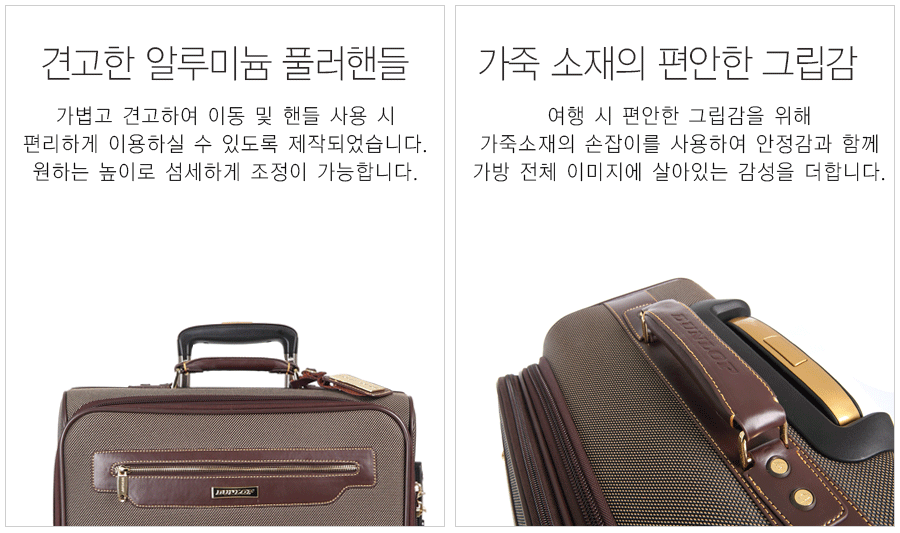 견고한 알루미늄 풀러핸들
가볍고 견고하여 이동 및 핸들 사용 시
편리하게 이용하실 수 있도록 제작되었습니다.
원하는 높이로 섬세하게 조정이 가능합니다.
DUNLOP
가죽 소재의 편안한 그립감
여행 시 편안한 그립감을 위해
가죽소재의 손잡이를 사용하여 안정감과 함께
가방 전체 이미지에 살아있는 감성을 더합니다.
DUNLOP